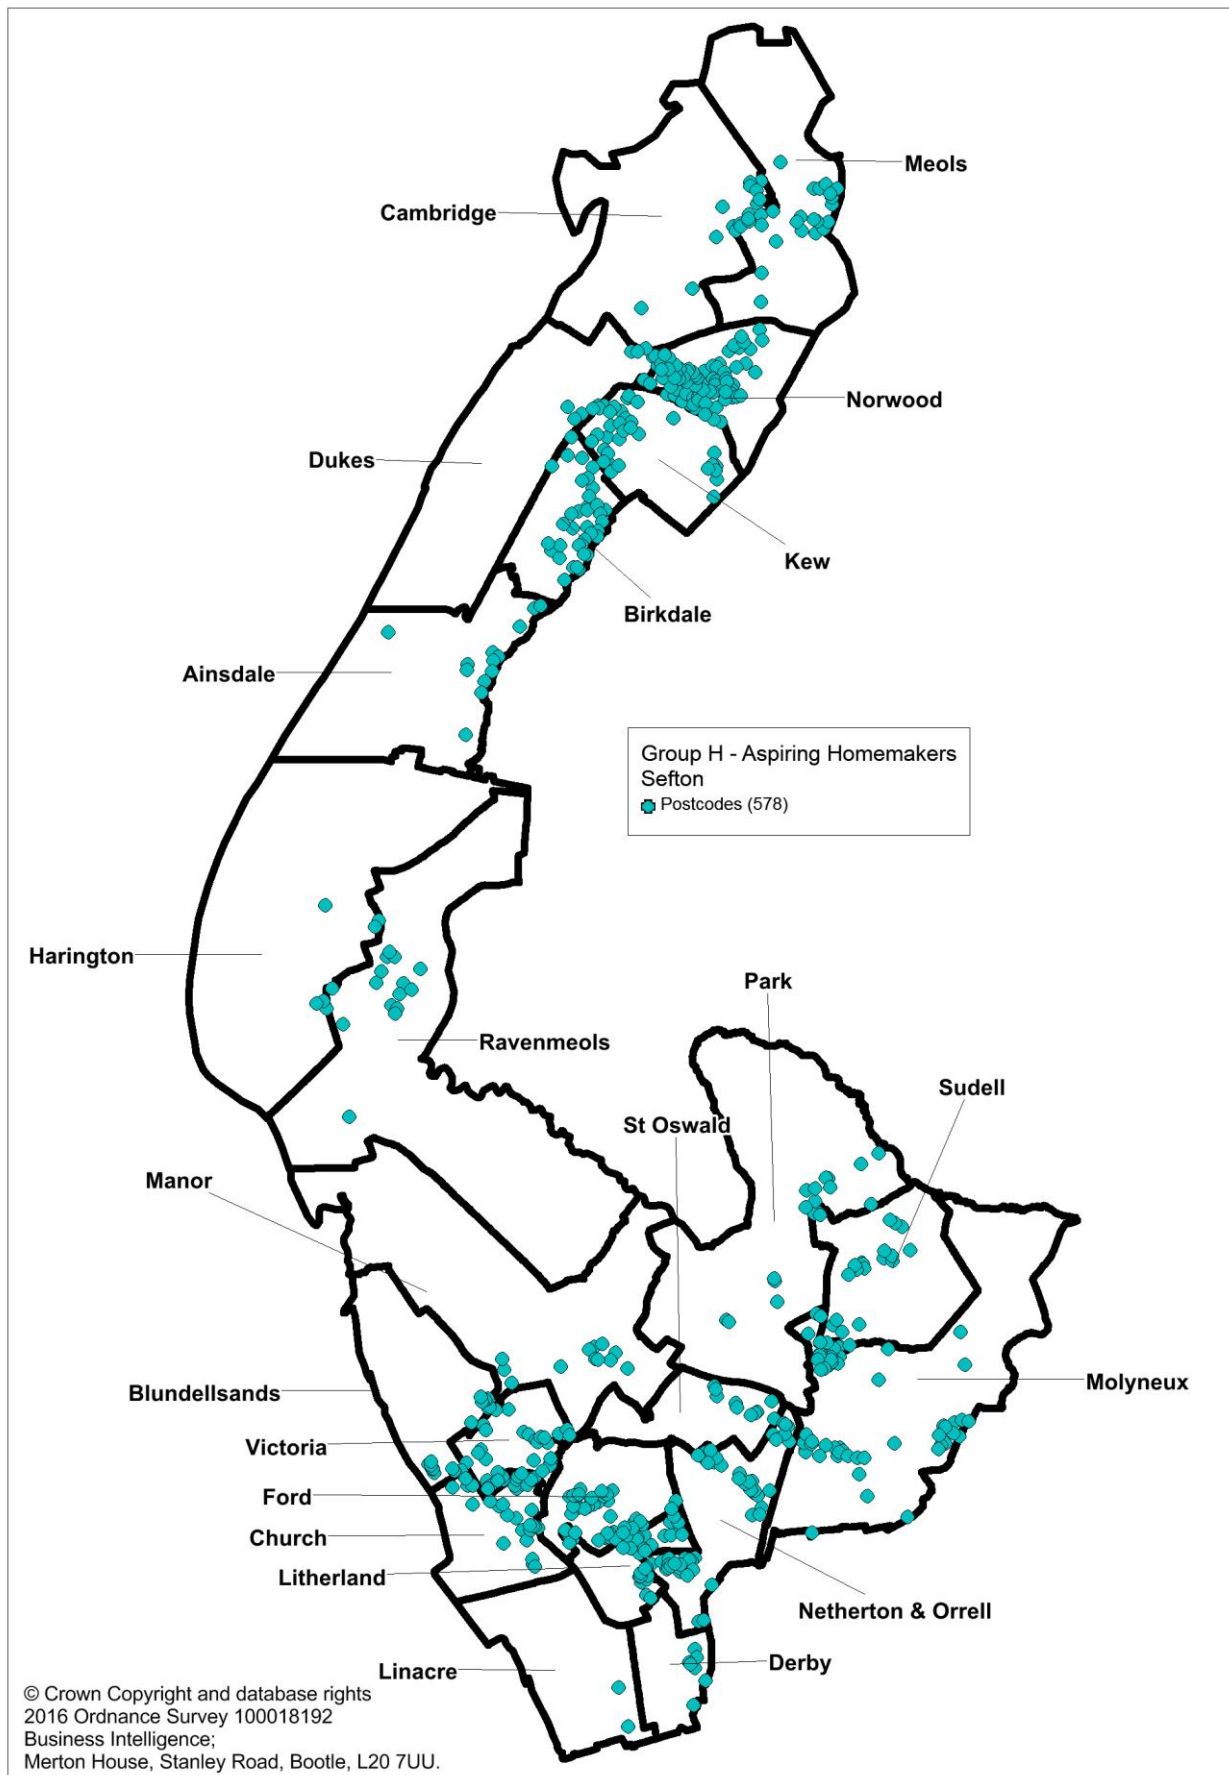 Meols
Cambridge
Norwood
Dukes
Kew
Birkdale
Ainsdale
Group H - Aspiring Homemakers
Sefton
Postcodes (578)
Harington
Park
Ravenmeols
Sudell
St Oswald
Manor
Blundellsands
Molyneux
Victoria
Ford
Church
Litherland
Netherton & Orrell
Linacre
Derby
© Crown Copyright and database rights
2016 Ordnance Survey 100018192
Business Intelligence;
Merton House, Stanley Road, Bootle, L20 7UU.